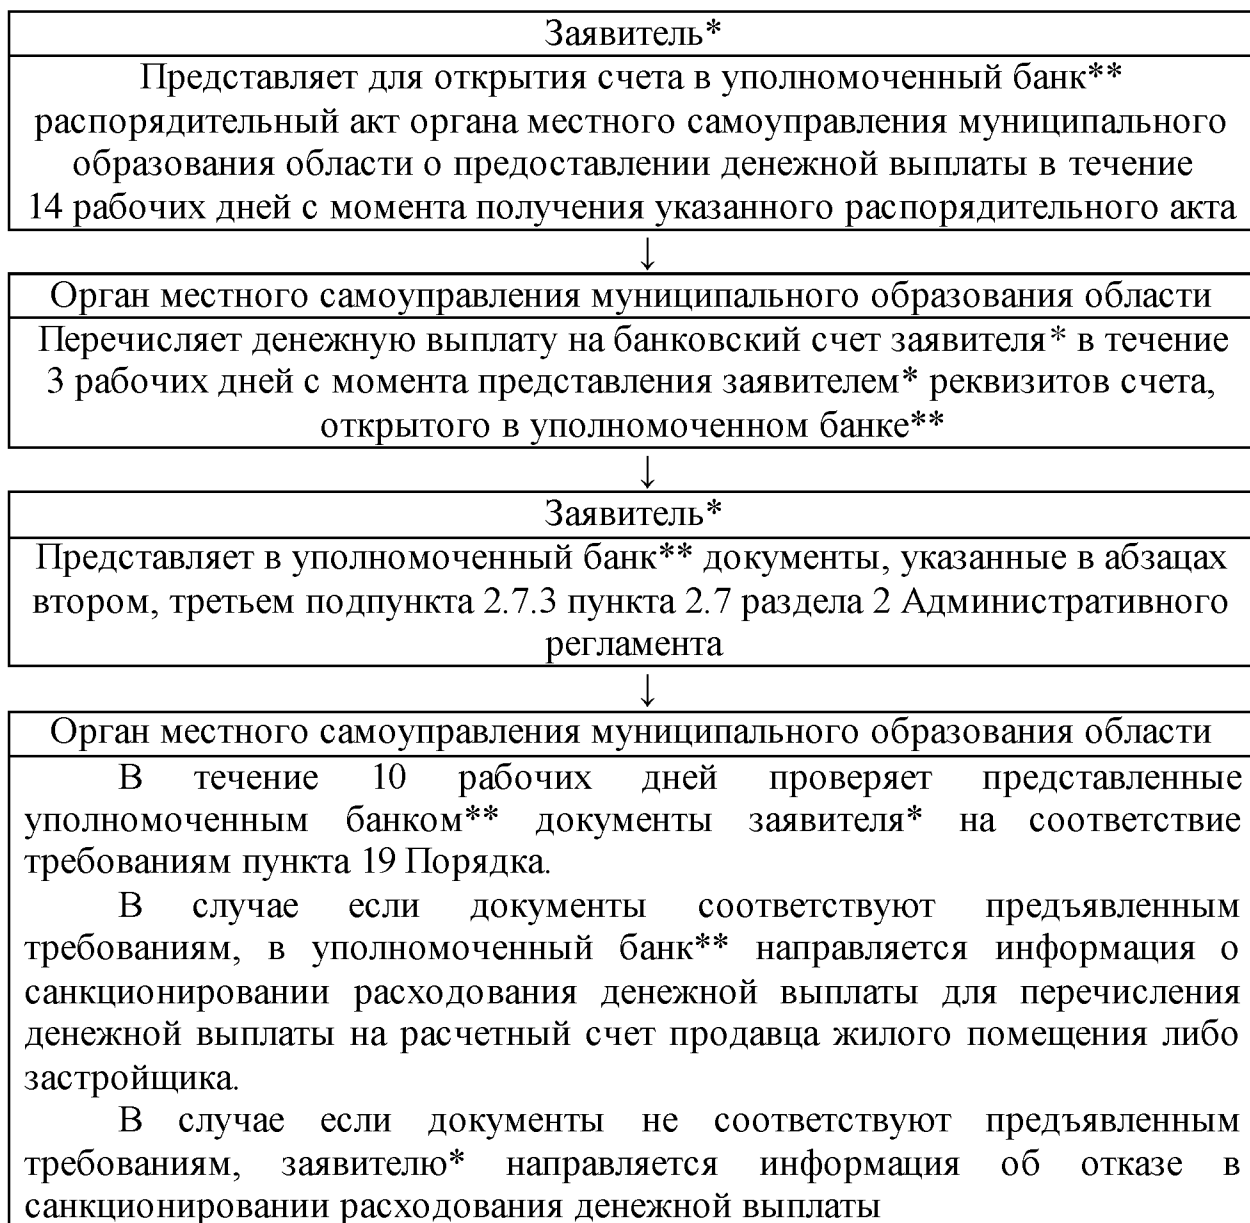 Заявитель*
Представляет для открытия счета в уполномоченный банк**
распорядительный акт органа местного самоуправления муниципального
образования области о предоставлении денежной выплаты в течение
14 рабочих дней с момента получения указанного распорядительного акта
↓
Орган местного самоуправления муниципального образования области
Перечисляет денежную выплату на банковский счет заявителя* в течение
3 рабочих дней с момента представления заявителем* реквизитов счета,
открытого в уполномоченном банке**
↓
Заявитель*
Представляет в уполномоченный банк** документы, указанные в абзацах
втором, третьем подпункта 2.7.3 пункта 2.7 раздела 2 Административного
регламента
↓
Орган местного самоуправления муниципального образования области
В течение 10 рабочих дней проверяет представленные
уполномоченным банком** документы заявителя* на соответствие
требованиям пункта 19 Порядка.
В случае если документы соответствуют предъявленным
требованиям, в уполномоченный банк** направляется информация о
санкционировании расходования денежной выплаты для перечисления
денежной выплаты на расчетный счет продавца жилого помещения либо
застройщика.
В случае если документы не соответствуют предъявленным
требованиям, заявителю* направляется информация об отказе в
санкционировании расходования денежной выплаты